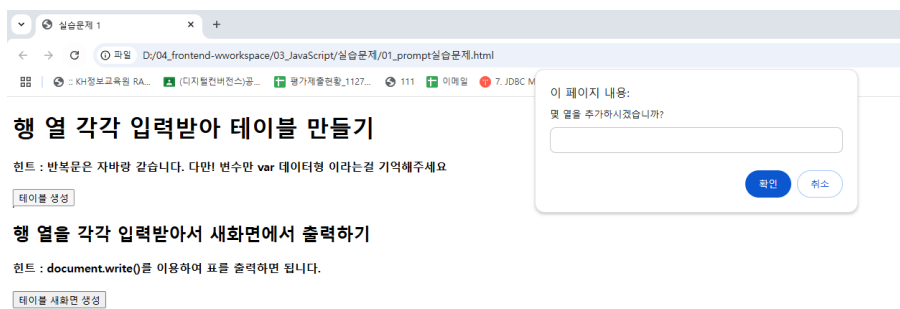 실습문제 1
파일 D:/04_frontend-wworkspace/03_JavaScript/실습문제/01_prompt실습문제.html
:: KH정보교육원 RA... (디지털컨버전스)공... 평가제출현황_1127... 111 이메일 7. JDBC M
이 페이지 내용:
몇 열을 추가하시겠습니까?
확인 취소
행 열 각각 입력받아 테이블 만들기
힌트 : 반복문은 자바랑 같습니다. 다만! 변수만 var 데이터형 이라는걸 기억해주세요
테이블 생성
행 열을 각각 입력받아서 새화면에서 출력하기
힌트 : document.write()를 이용하여 표를 출력하면 됩니다.
테이블 새화면 생성